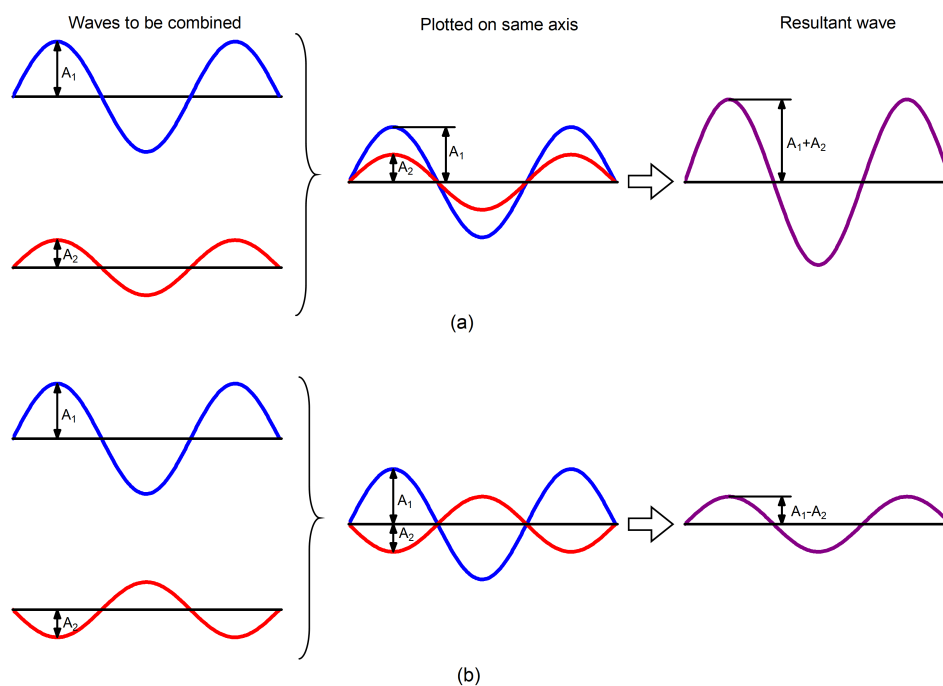 Waves to be combined
Plotted on same axis
Resultant wave
A₁
A₂
A₁
A₂
A₁+A₂
(a)
A₁
A₂
A₁
A₂
A₁-A₂
(b)